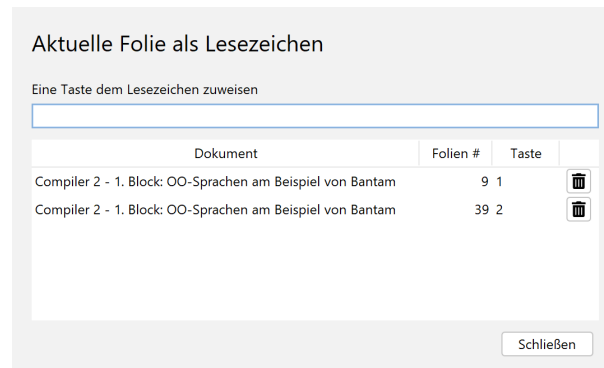 Aktuelle Folie als Lesezeichen
Eine Taste dem Lesezeichen zuweisen
Dokument Folien # Taste
Compiler 2 - 1. Block: OO-Sprachen am Beispiel von Bantam 9 1
Compiler 2 - 1. Block: OO-Sprachen am Beispiel von Bantam 39 2
Schließen